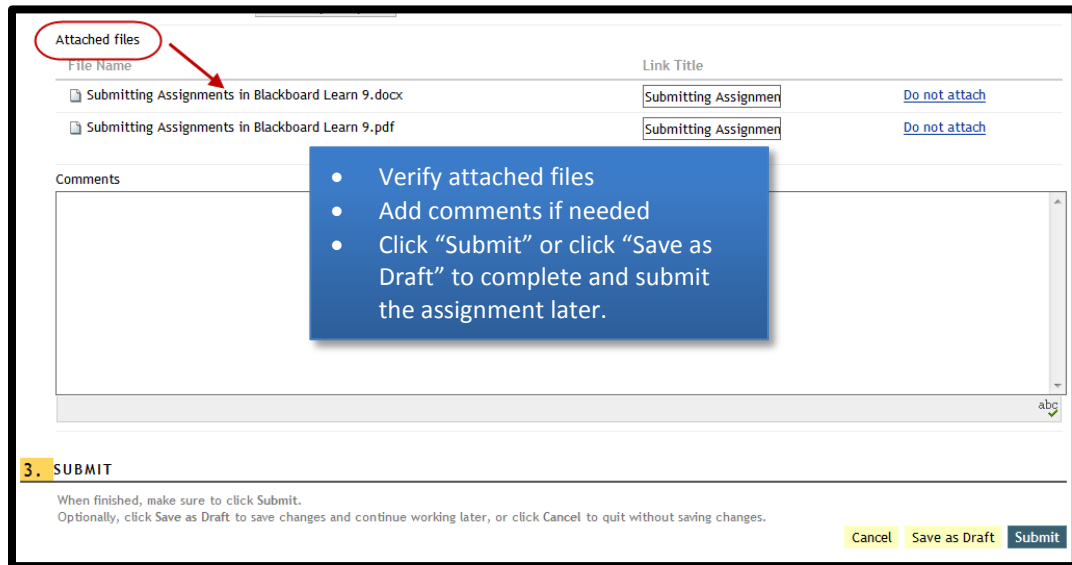 Attached files
File Name Link Title
Submitting Assignments in Blackboard Learn 9.docx Submitting Assignmen Do not attach
Submitting Assignments in Blackboard Learn 9.pdf Submitting Assignmen Do not attach
Comments
• Verify attached files
• Add comments if needed
• Click “Submit” or click “Save as
Draft” to complete and submit
the assignment later.
abc
3. SUBMIT
When finished, make sure to click Submit.
Optionally, click Save as Draft to save changes and continue working later, or click Cancel to quit without saving changes.
Cancel Save as Draft Submit